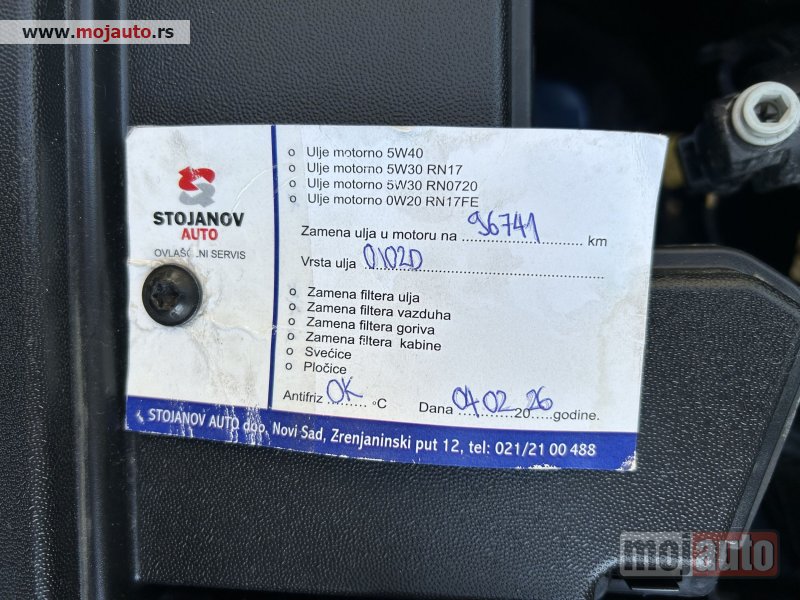 www.mojauto.rs
STOJANOV
AUTO
OVLAŠĆENI SERVIS
o Ulje motorno 5W40
o Ulje motorno 5W30 RN17
o Ulje motorno 5W30 RN0720
o Ulje motorno 0W20 RN17FE
Zamena ulja u motoru na 96741 km
Vrsta ulja 0102D
o Zamena filtera ulja
o Zamena filtera vazduha
o Zamena filtera goriva
o Zamena filtera kabine
o Svećice
o Pločice
Antifriz OK °C Dana 04 02 20 26 godine.
STOJANOV AUTO doo, Novi Sad, Zrenjaninski put 12, tel: 021/21 00 488
mojauto